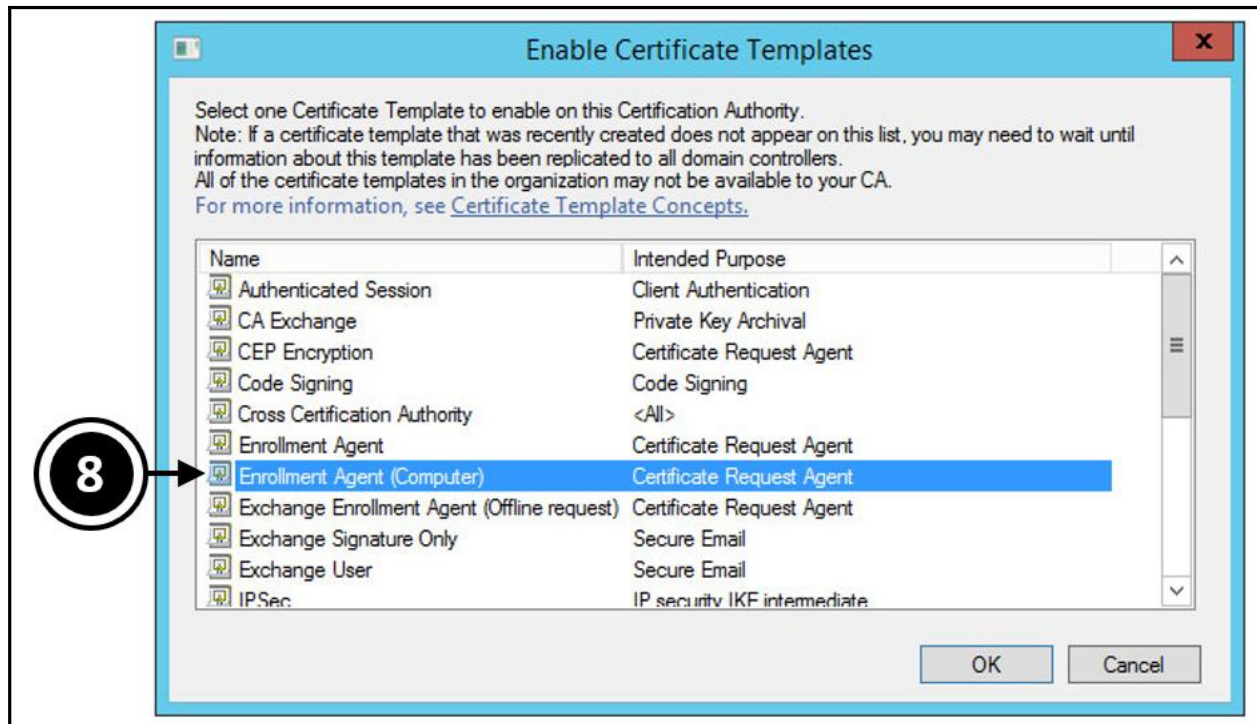 Enable Certificate Templates
x
Select one Certificate Template to enable on this Certification Authority.
Note: If a certificate template that was recently created does not appear on this list, you may need to wait until
information about this template has been replicated to all domain controllers.
All of the certificate templates in the organization may not be available to your CA.
For more information, see Certificate Template Concepts.
Name Intended Purpose
Authenticated Session Client Authentication
CA Exchange Private Key Archival
CEP Encryption Certificate Request Agent
Code Signing Code Signing
Cross Certification Authority <All>
Enrollment Agent Certificate Request Agent
8 Enrollment Agent (Computer) Certificate Request Agent
Exchange Enrollment Agent (Offline request) Certificate Request Agent
Exchange Signature Only Secure Email
Exchange User Secure Email
IPSec IP security IKE intermediate
OK Cancel